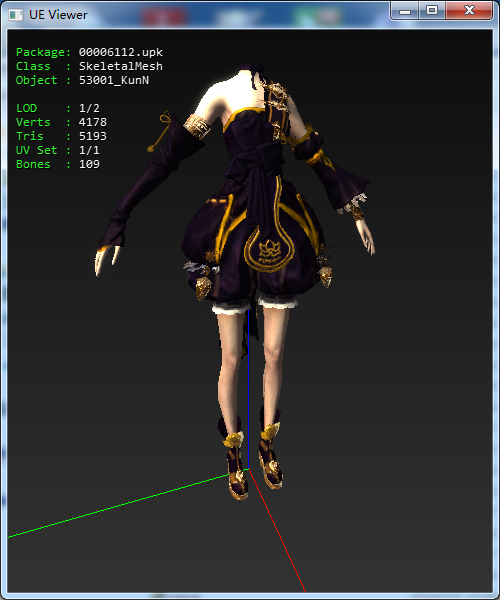 UE Viewer
Package: 00006112.upk
Class : SkeletalMesh
Object : 53001_KunN
LOD : 1/2
Verts : 4178
Tris : 5193
UV Set : 1/1
Bones : 109